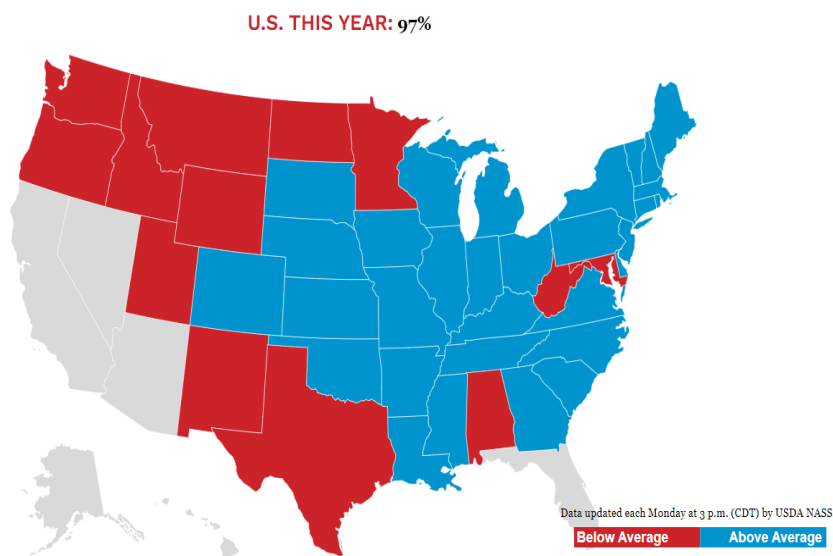 U.S. THIS YEAR: 97%
Data updated each Monday at 3 p.m. (CDT) by USDA NASS
Below Average Above Average